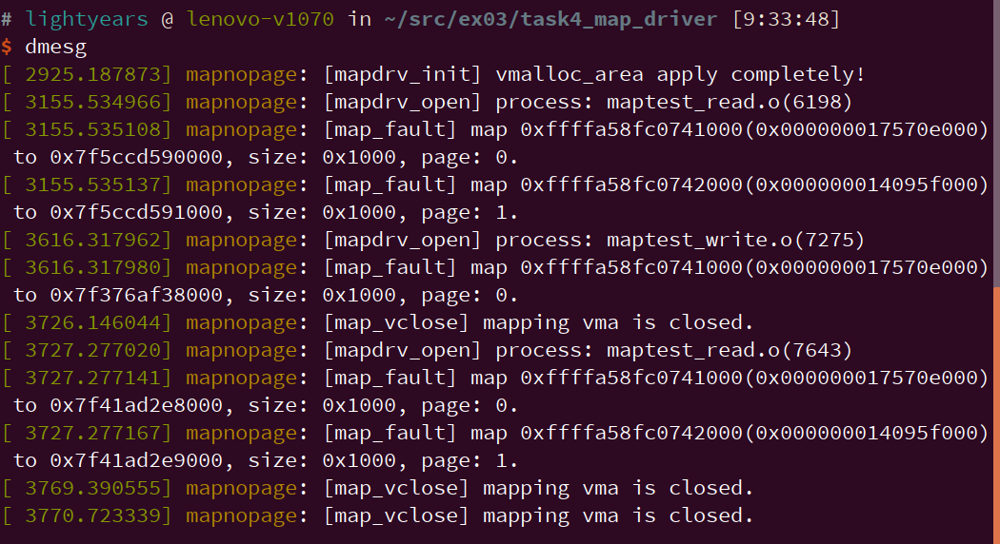 # lightyears @ lenovo-v1070 in ~/src/ex03/task4_map_driver [9:33:48]
$ dmesg
[ 2925.187873] mapnopage: [mapdrv_init] vmalloc_area apply completely!
[ 3155.534966] mapnopage: [mapdrv_open] process: maptest_read.o(6198)
[ 3155.535108] mapnopage: [map_fault] map 0xffffa58fc0741000(0x000000017570e000)
 to 0x7f5ccd590000, size: 0x1000, page: 0.
[ 3155.535137] mapnopage: [map_fault] map 0xffffa58fc0742000(0x000000014095f000)
 to 0x7f5ccd591000, size: 0x1000, page: 1.
[ 3616.317962] mapnopage: [mapdrv_open] process: maptest_write.o(7275)
[ 3616.317980] mapnopage: [map_fault] map 0xffffa58fc0741000(0x000000017570e000)
 to 0x7f376af38000, size: 0x1000, page: 0.
[ 3726.146044] mapnopage: [map_vclose] mapping vma is closed.
[ 3727.277020] mapnopage: [mapdrv_open] process: maptest_read.o(7643)
[ 3727.277141] mapnopage: [map_fault] map 0xffffa58fc0741000(0x000000017570e000)
 to 0x7f41ad2e8000, size: 0x1000, page: 0.
[ 3727.277167] mapnopage: [map_fault] map 0xffffa58fc0742000(0x000000014095f000)
 to 0x7f41ad2e9000, size: 0x1000, page: 1.
[ 3769.390555] mapnopage: [map_vclose] mapping vma is closed.
[ 3770.723339] mapnopage: [map_vclose] mapping vma is closed.